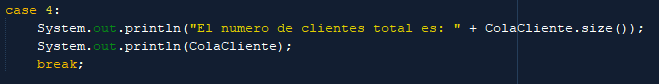 case 4:
System.out.println("El numero de clientes total es: " + ColaCliente.size());
System.out.println(ColaCliente);
break;